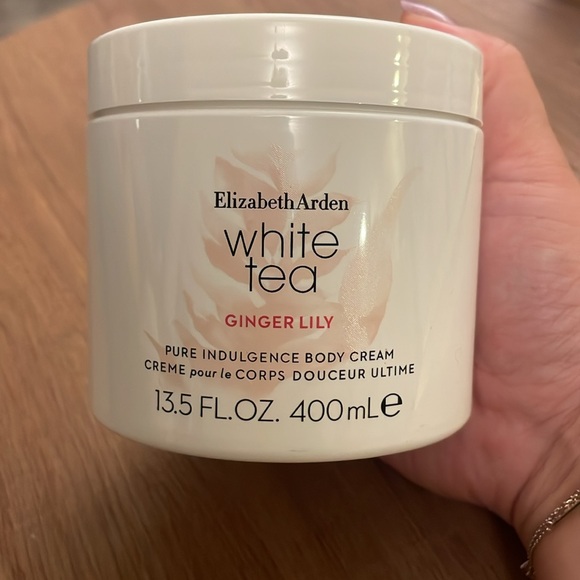 ElizabethArden
white
tea
GINGER LILY
PURE INDULGENCE BODY CREAM
CREME pour le CORPS DOUCEUR ULTIME
13.5 FL.OZ. 400mL℮